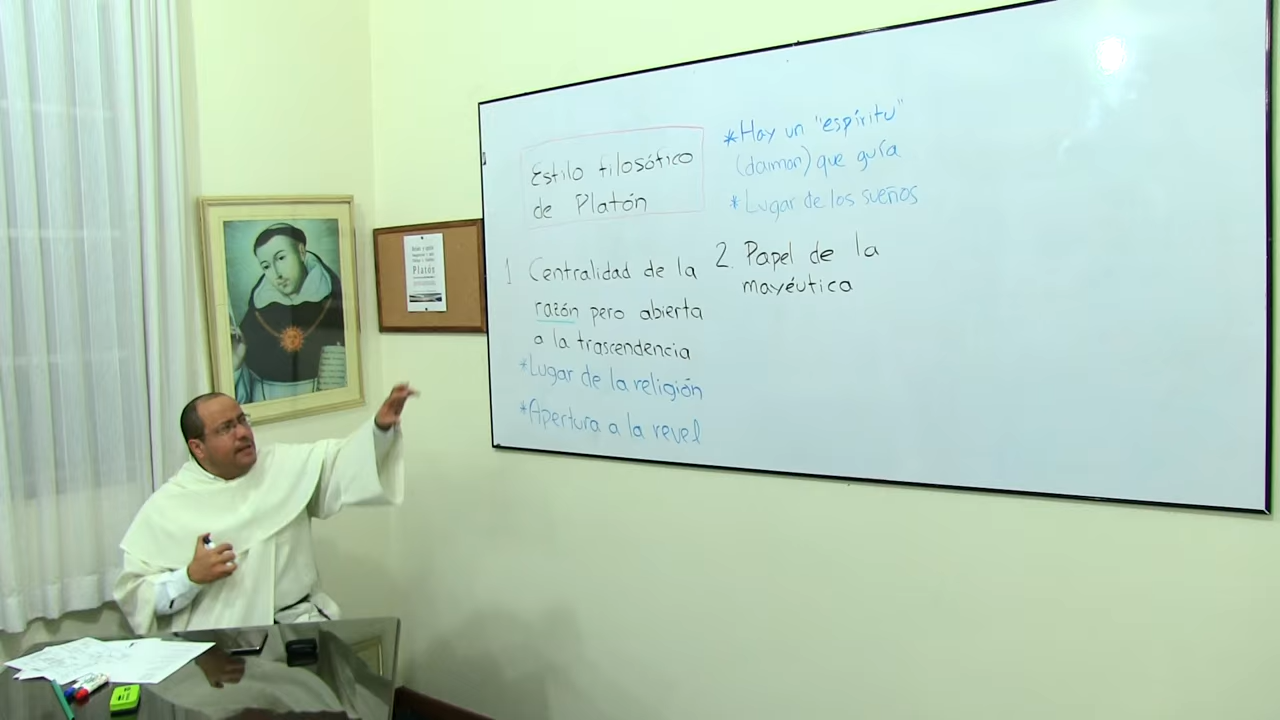 Estilo filosófico
de Platón
1 Centralidad de la
razón pero abierta
a la trascendencia
*Lugar de la religión
*Apertura a la revel
*Hay un "espíritu"
(daimon) que guía
*Lugar de los sueños
2. Papel de la
mayéutica
Platón